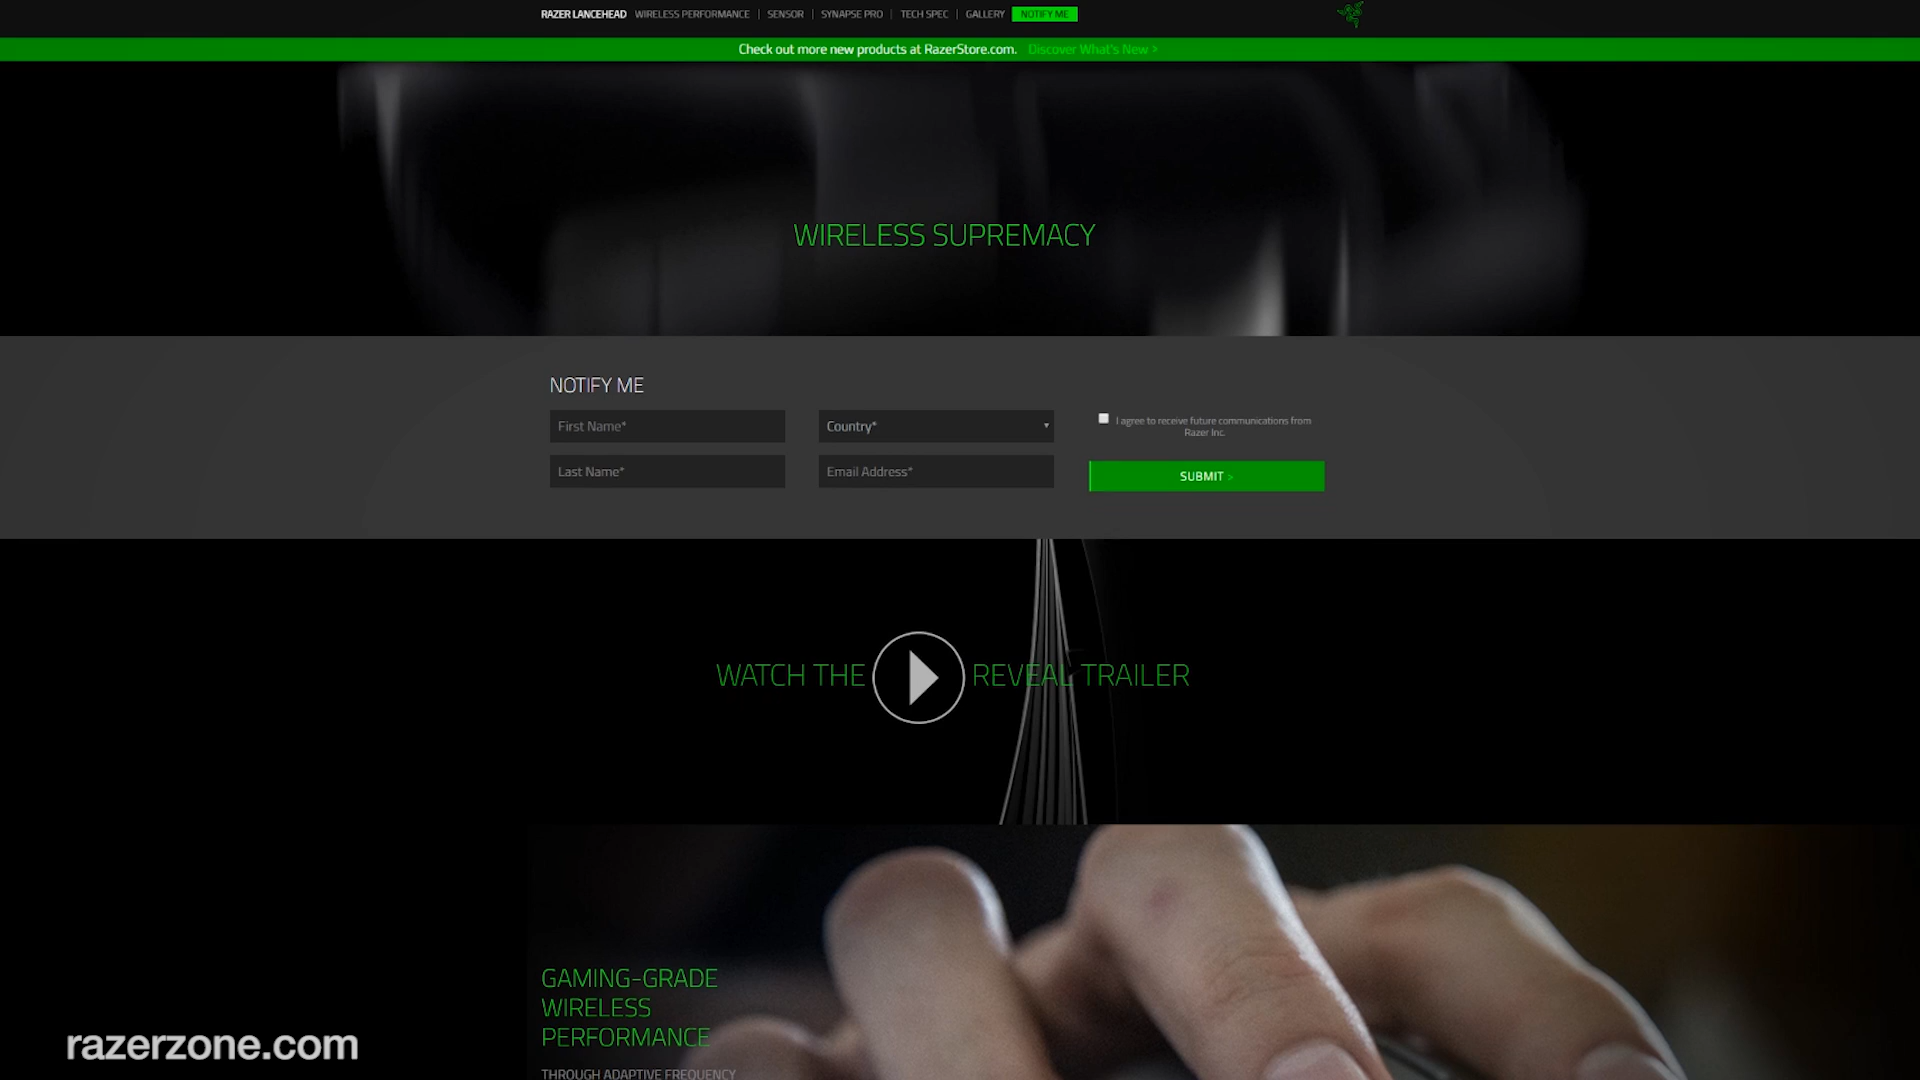 RAZER LANCEHEAD WIRELESS PERFORMANCE | SENSOR | SYNAPSE PRO | TECH SPEC | GALLERY NOTIFY ME
Check out more new products at RazerStore.com. Discover What's New >
WIRELESS SUPREMACY
NOTIFY ME
First Name*
Country*
I agree to receive future communications from
Razer Inc.
Last Name*
Email Address*
SUBMIT >
WATCH THE REVEAL TRAILER
GAMING-GRADE
WIRELESS
PERFORMANCE
THROUGH ADAPTIVE FREQUENCY
razerzone.com